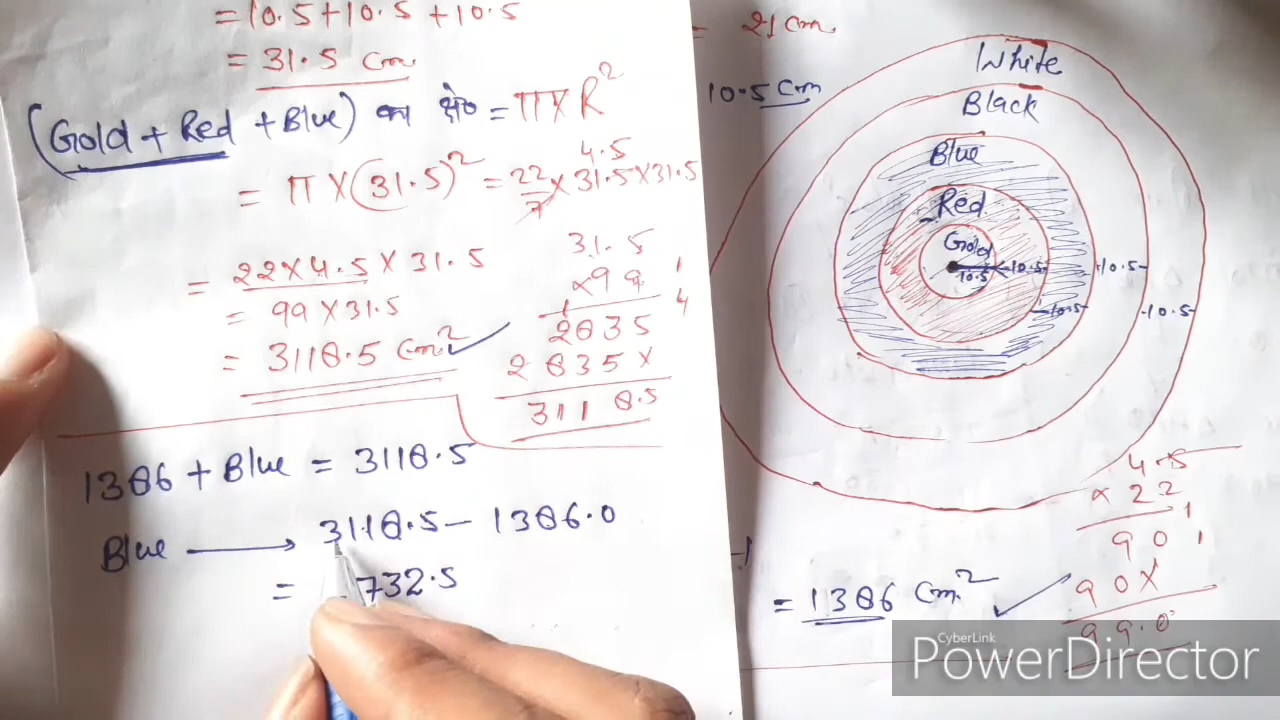 = 10.5 + 10.5 + 10.5
= 31.5 cm
(Gold + Red + Blue) का क्षे० = π × R²
= π × (31.5)² = 22/7 × 31.5 × 31.5
4.5
= 22 × 4.5 × 31.5
= 99 × 31.5
= 3118.5 cm²
31.5
× 99
2835
2835×
3118.5
1386 + Blue = 3118.5
Blue → 3118.5 – 1386.0
= 732.5
= 21 cm
10.5 cm
White
Black
Blue
Red
Gold
10.5
10.5
10.5
10.5
10.5
= 1386 cm²
4.5
× 22
90
90×
99.0
CyberLink
PowerDirector